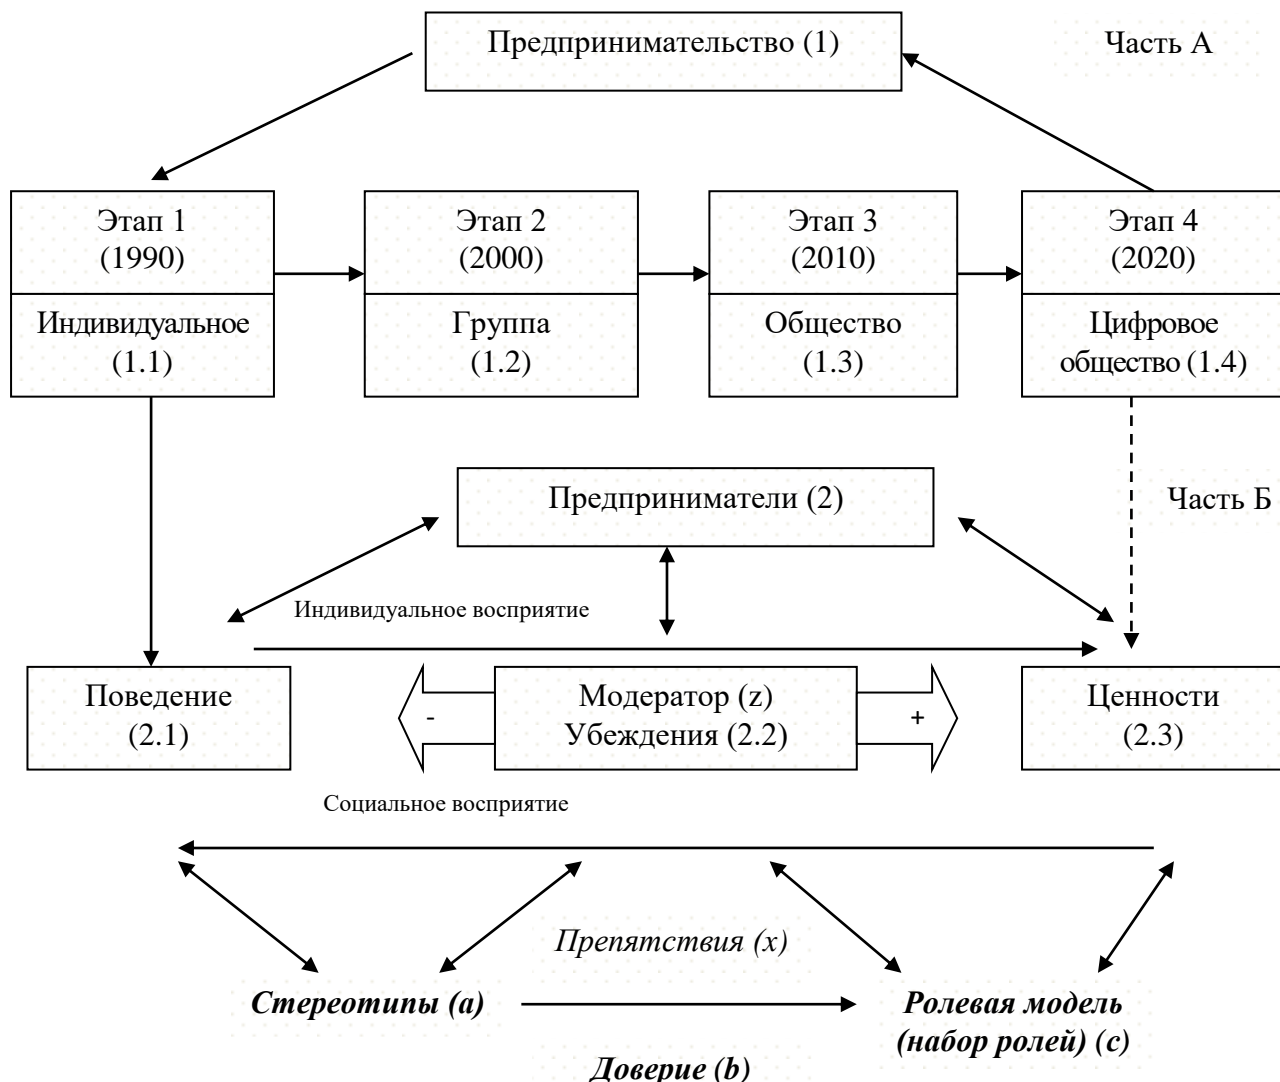 Предпринимательство (1)
Часть А
Этап 1
(1990)
Этап 2
(2000)
Этап 3
(2010)
Этап 4
(2020)
Индивидуальное
(1.1)
Группа
(1.2)
Общество
(1.3)
Цифровое
общество (1.4)
Предприниматели (2)
Часть Б
Индивидуальное восприятие
Поведение
(2.1)
-
Модератор (z)
Убеждения (2.2)
+
Ценности
(2.3)
Социальное восприятие
Препятствия (x)
Стереотипы (a)
Ролевая модель
(набор ролей) (c)
Доверие (b)